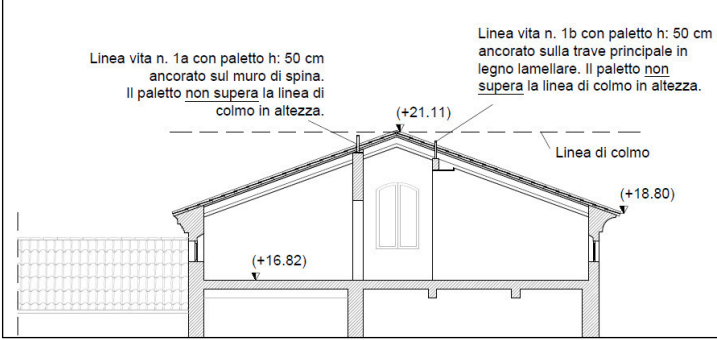 Linea vita n. 1a con paletto h: 50 cm
ancorato sul muro di spina.
Il paletto non supera la linea di
colmo in altezza.
Linea vita n. 1b con paletto h: 50 cm
ancorato sulla trave principale in
legno lamellare. Il paletto non
supera la linea di colmo in altezza.
(+21.11)
Linea di colmo
(+18.80)
(+16.82)